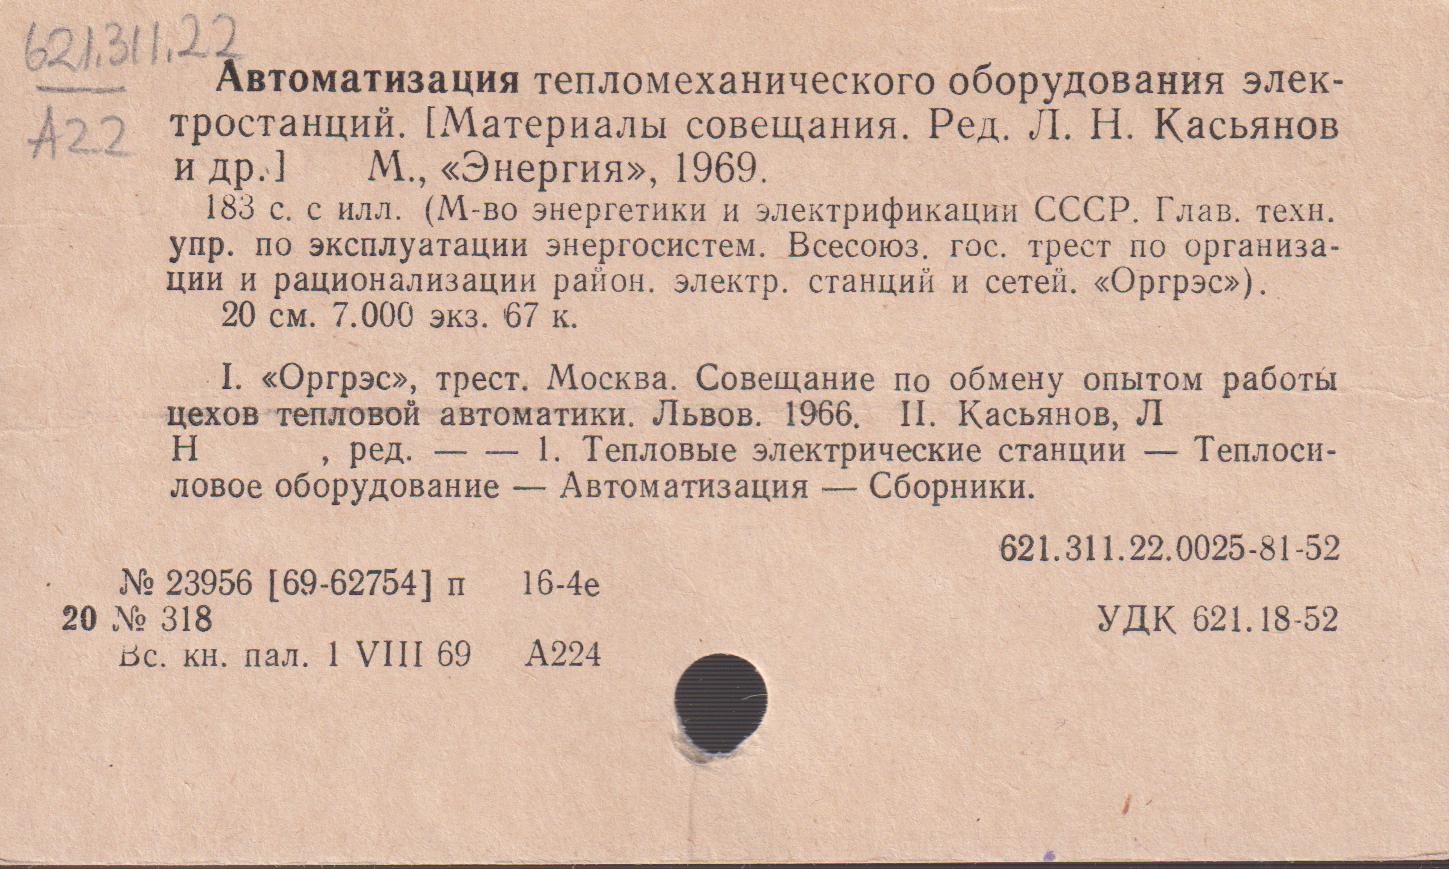 621.311.22
А22
Автоматизация тепломеханического оборудования элек-
тростанций. [Материалы совещания. Ред. Л. Н. Касьянов
и др.] М., «Энергия», 1969.
183 с. с илл. (М-во энергетики и электрификации СССР. Глав. техн.
упр. по эксплуатации энергосистем. Всесоюз. гос. трест по организа-
ции и рационализации район. электр. станций и сетей. «Оргрэс»).
20 см. 7.000 экз. 67 к.
I. «Оргрэс», трест. Москва. Совещание по обмену опытом работы
цехов тепловой автоматики. Львов. 1966. II. Касьянов, Л
Н , ред. — — 1. Тепловые электрические станции — Теплоси-
ловое оборудование — Автоматизация — Сборники.
621.311.22.0025-81-52
№ 23956 [69-62754] п 16-4е
20 № 318 УДК 621.18-52
Вс. кн. пал. 1 VIII 69 А224